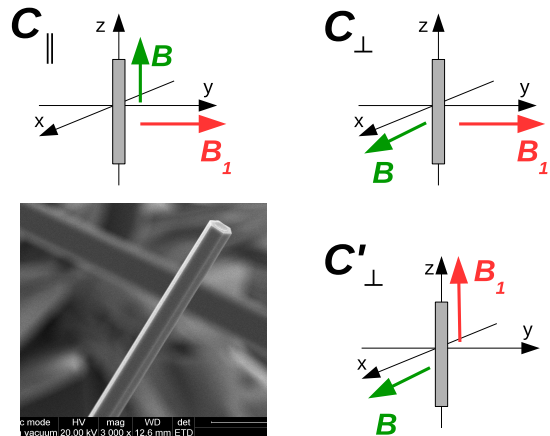 C∥
z
B
y
x
B1
C⊥
z
y
x
B
B1
C'⊥
z
B1
y
x
B
c mode HV mag WD det
vacuum 20.00 kV 3 000 x 12.6 mm ETD